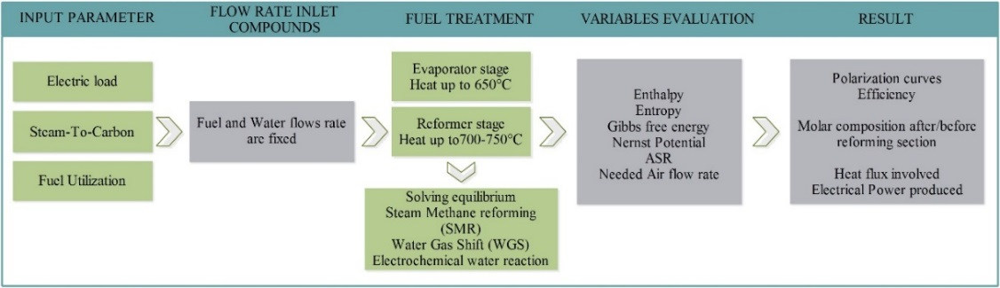 INPUT PARAMETER
FLOW RATE INLET
COMPOUNDS
FUEL TREATMENT
VARIABLES EVALUATION
RESULT
Electric load
Steam-To-Carbon
Fuel Utilization
Fuel and Water flows rate
are fixed
Evaporator stage
Heat up to 650°C
Reformer stage
Heat up to700-750°C
Solving equilibrium
Steam Methane reforming
(SMR)
Water Gas Shift (WGS)
Electrochemical water reaction
Enthalpy
Entropy
Gibbs free energy
Nernst Potential
ASR
Needed Air flow rate
Polarization curves
Efficiency
Molar composition after/before
reforming section
Heat flux involved
Electrical Power produced